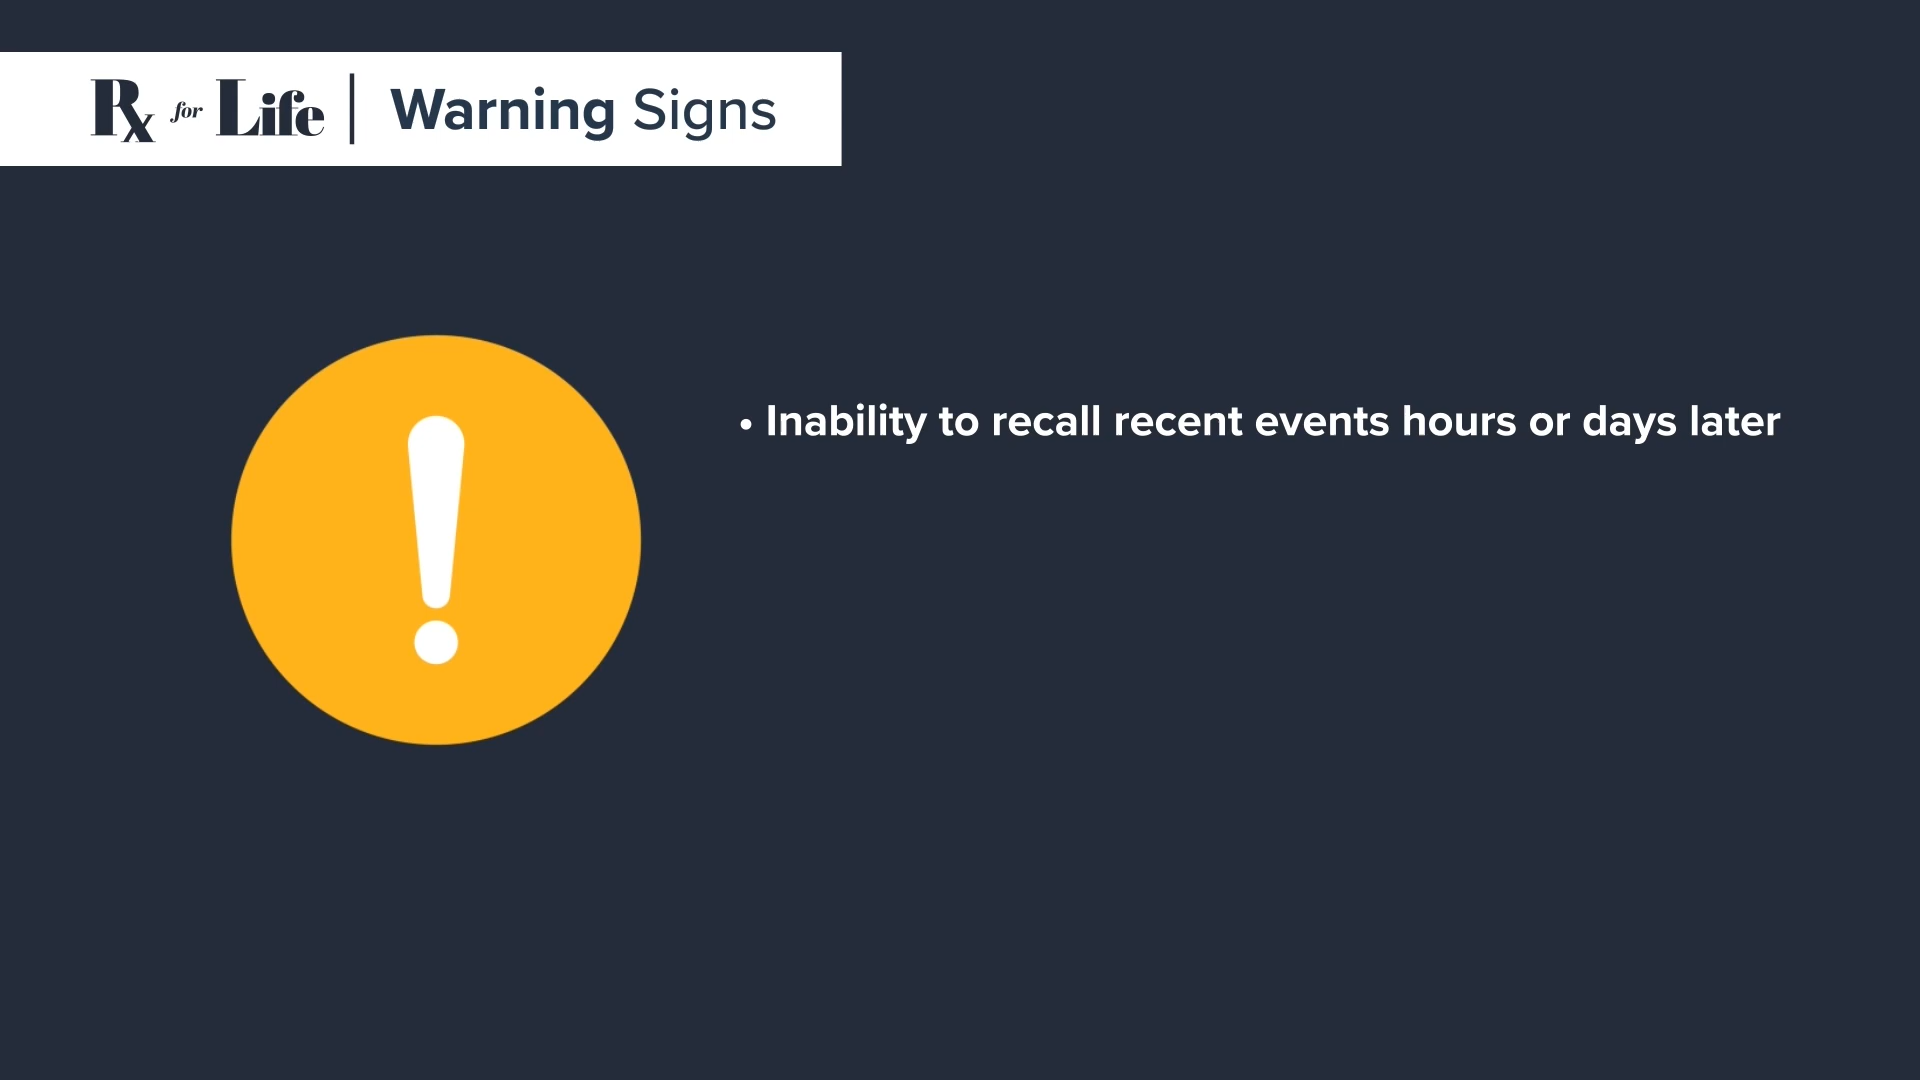 Rx for Life | Warning Signs
• Inability to recall recent events hours or days later